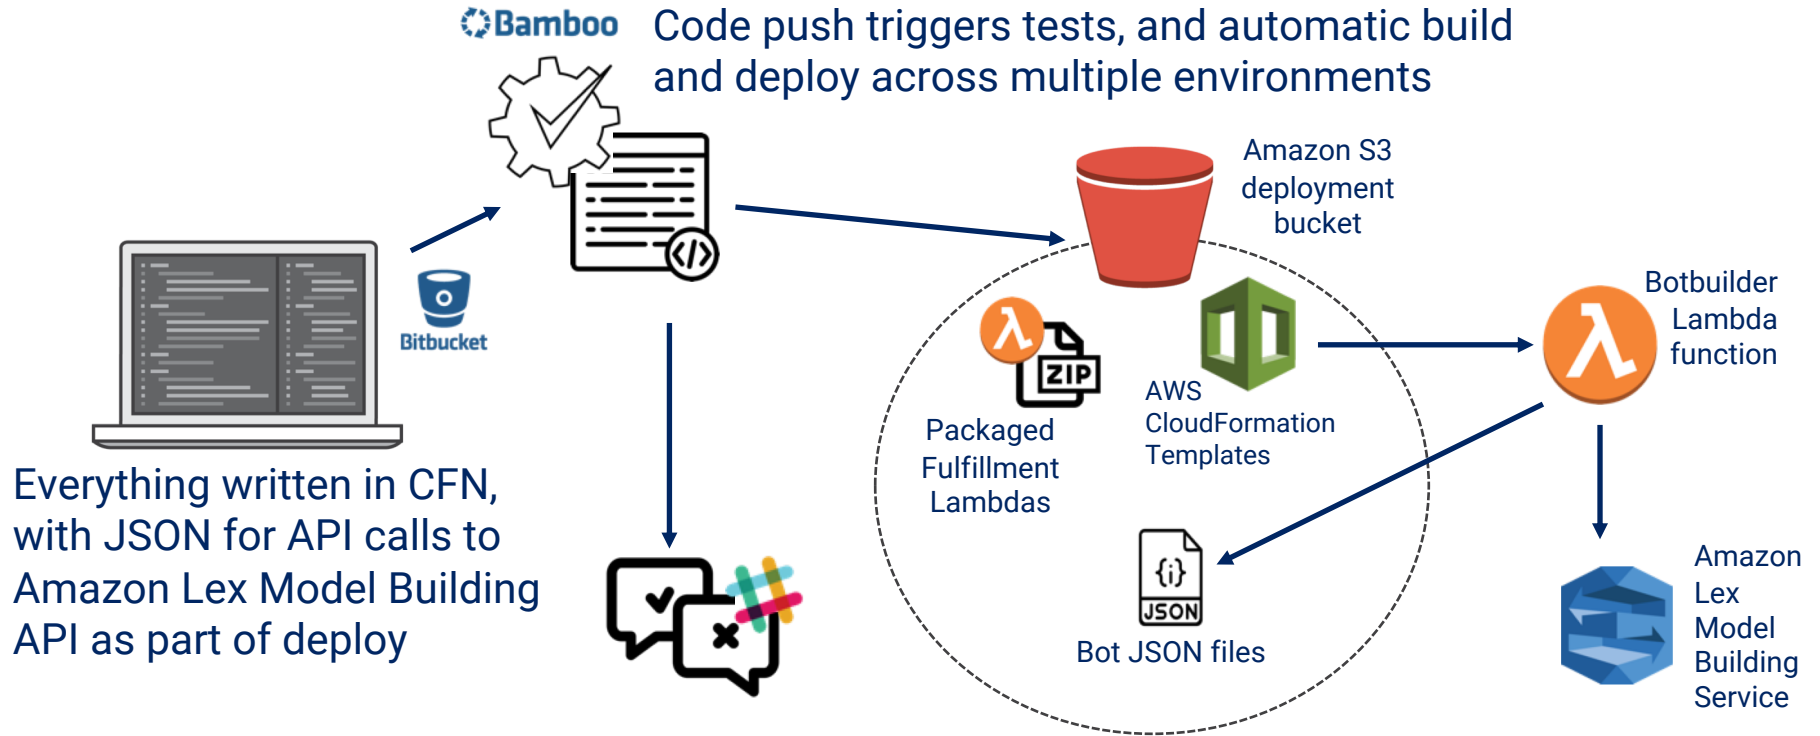 Bamboo
Code push triggers tests, and automatic build
and deploy across multiple environments
Bitbucket
Everything written in CFN,
with JSON for API calls to
Amazon Lex Model Building
API as part of deploy
Amazon S3
deployment
bucket
ZIP
Packaged
Fulfillment
Lambdas
AWS
CloudFormation
Templates
{i}
JSON
Bot JSON files
Botbuilder
Lambda
function
Amazon
Lex
Model
Building
Service